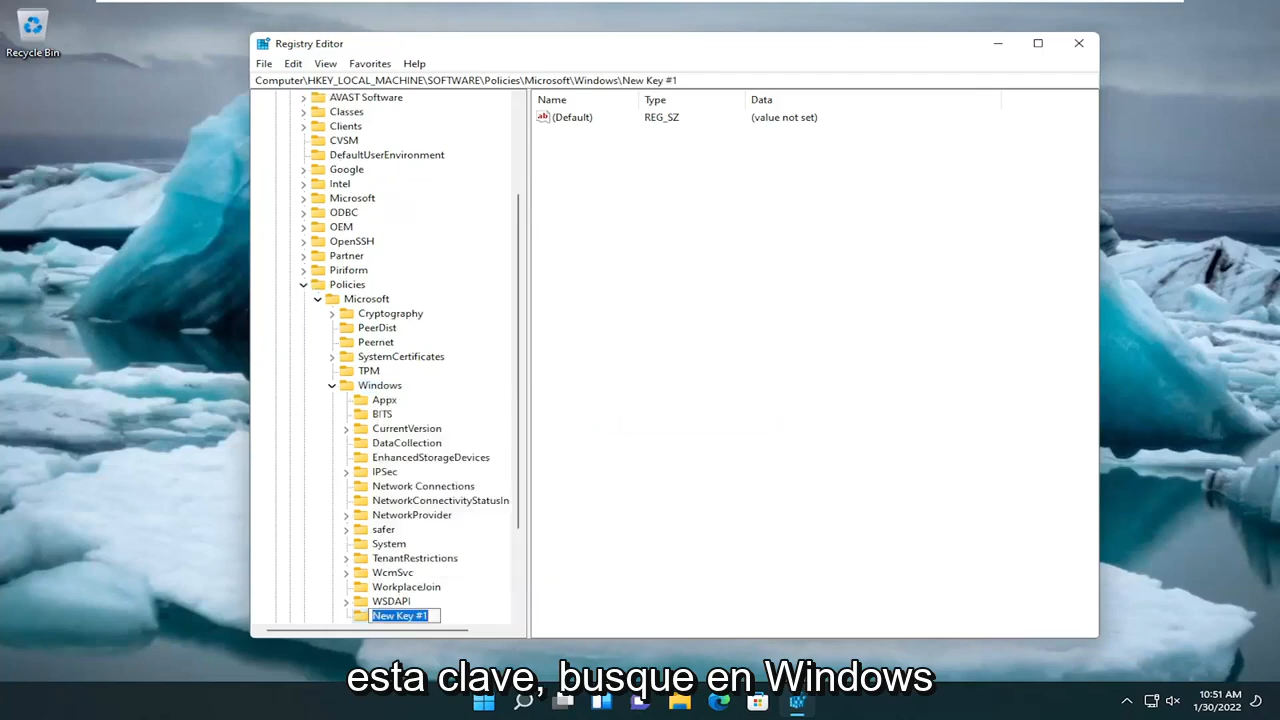 Recycle Bin
Registry Editor
File Edit View Favorites Help
Computer\HKEY_LOCAL_MACHINE\SOFTWARE\Policies\Microsoft\Windows\New Key #1
Name Type Data
ab (Default) REG_SZ (value not set)
AVAST Software
Classes
Clients
CVSM
DefaultUserEnvironment
Google
Intel
Microsoft
ODBC
OEM
OpenSSH
Partner
Piriform
Policies
Microsoft
Cryptography
PeerDist
Peernet
SystemCertificates
TPM
Windows
Appx
BITS
CurrentVersion
DataCollection
EnhancedStorageDevices
IPSec
Network Connections
NetworkConnectivityStatusIn
NetworkProvider
safer
System
TenantRestrictions
WcmSvc
WorkplaceJoin
WSDAPI
New Key #1
esta clave, busque en Windows
10:51 AM
1/30/2022